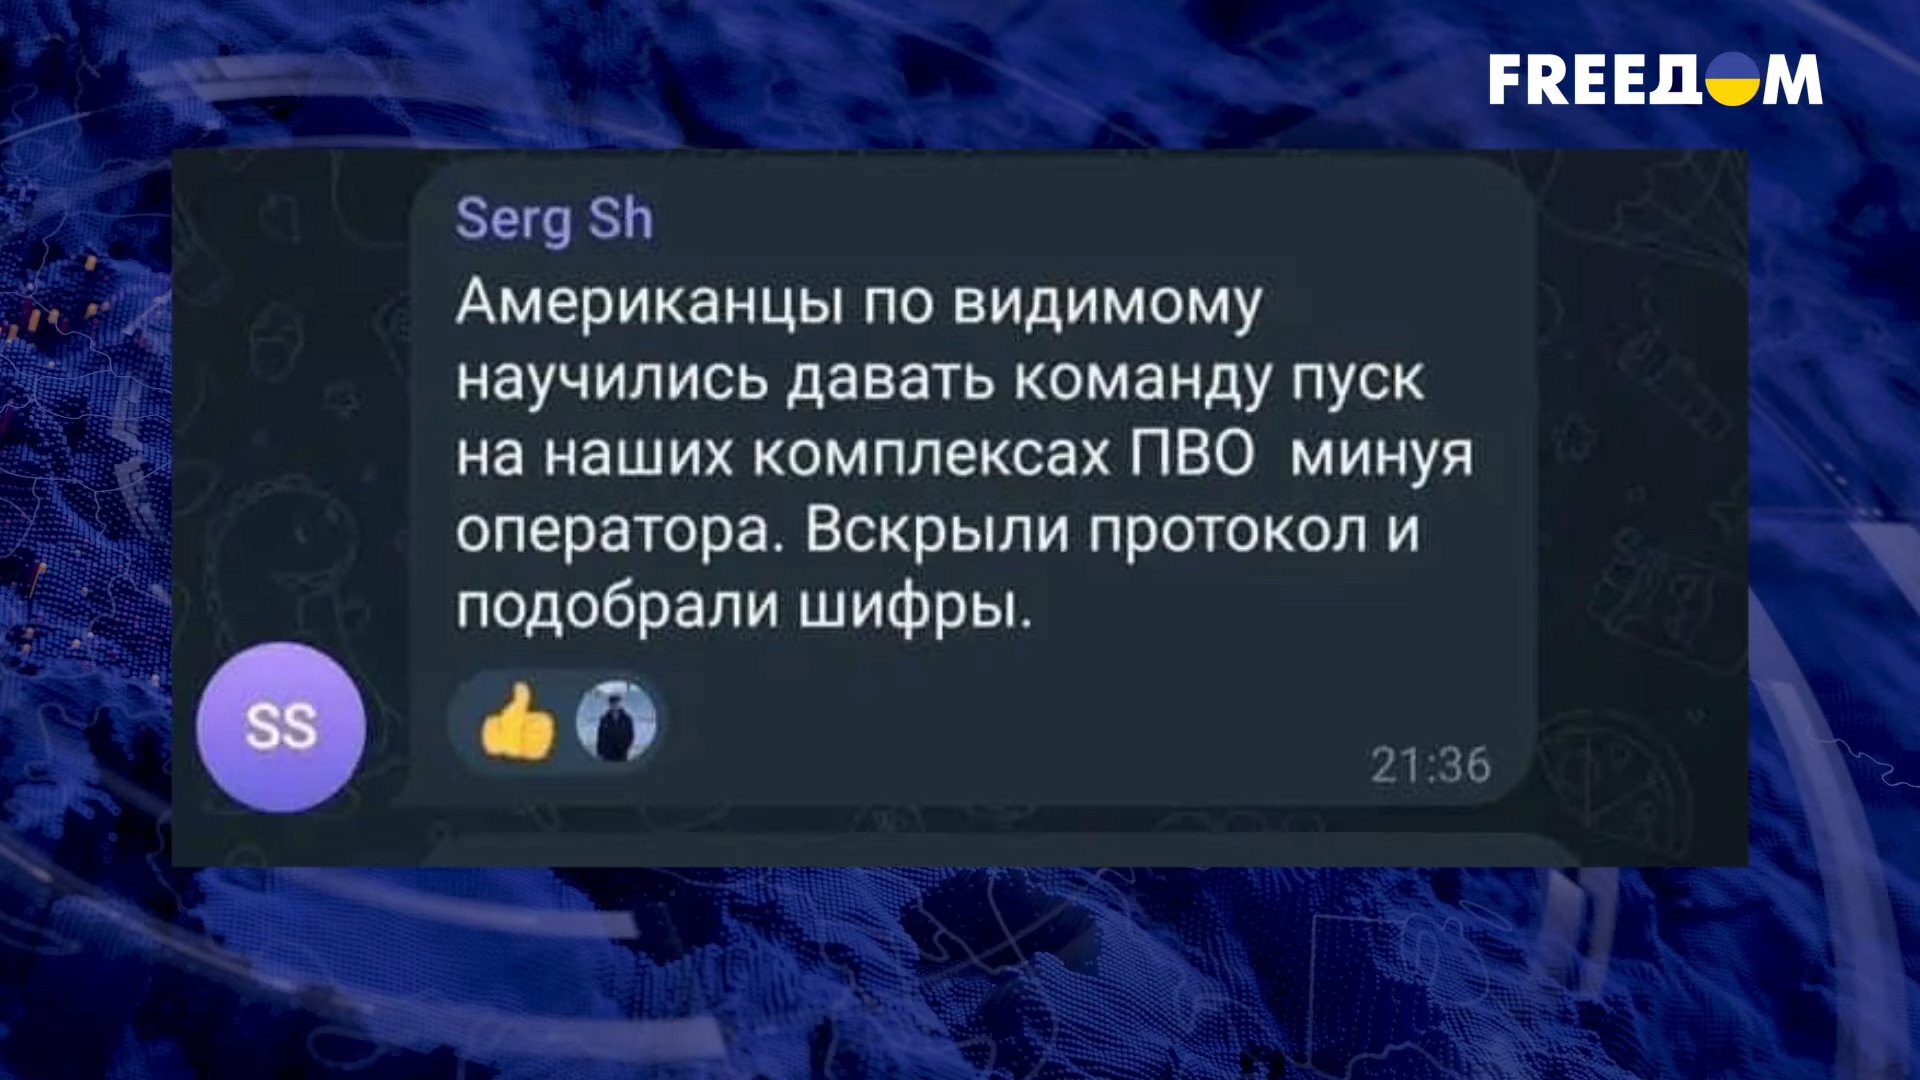 FREEДОM
Serg Sh
Американцы по видимому
научились давать команду пуск
на наших комплексах ПВО минуя
оператора. Вскрыли протокол и
подобрали шифры.
SS
21:36